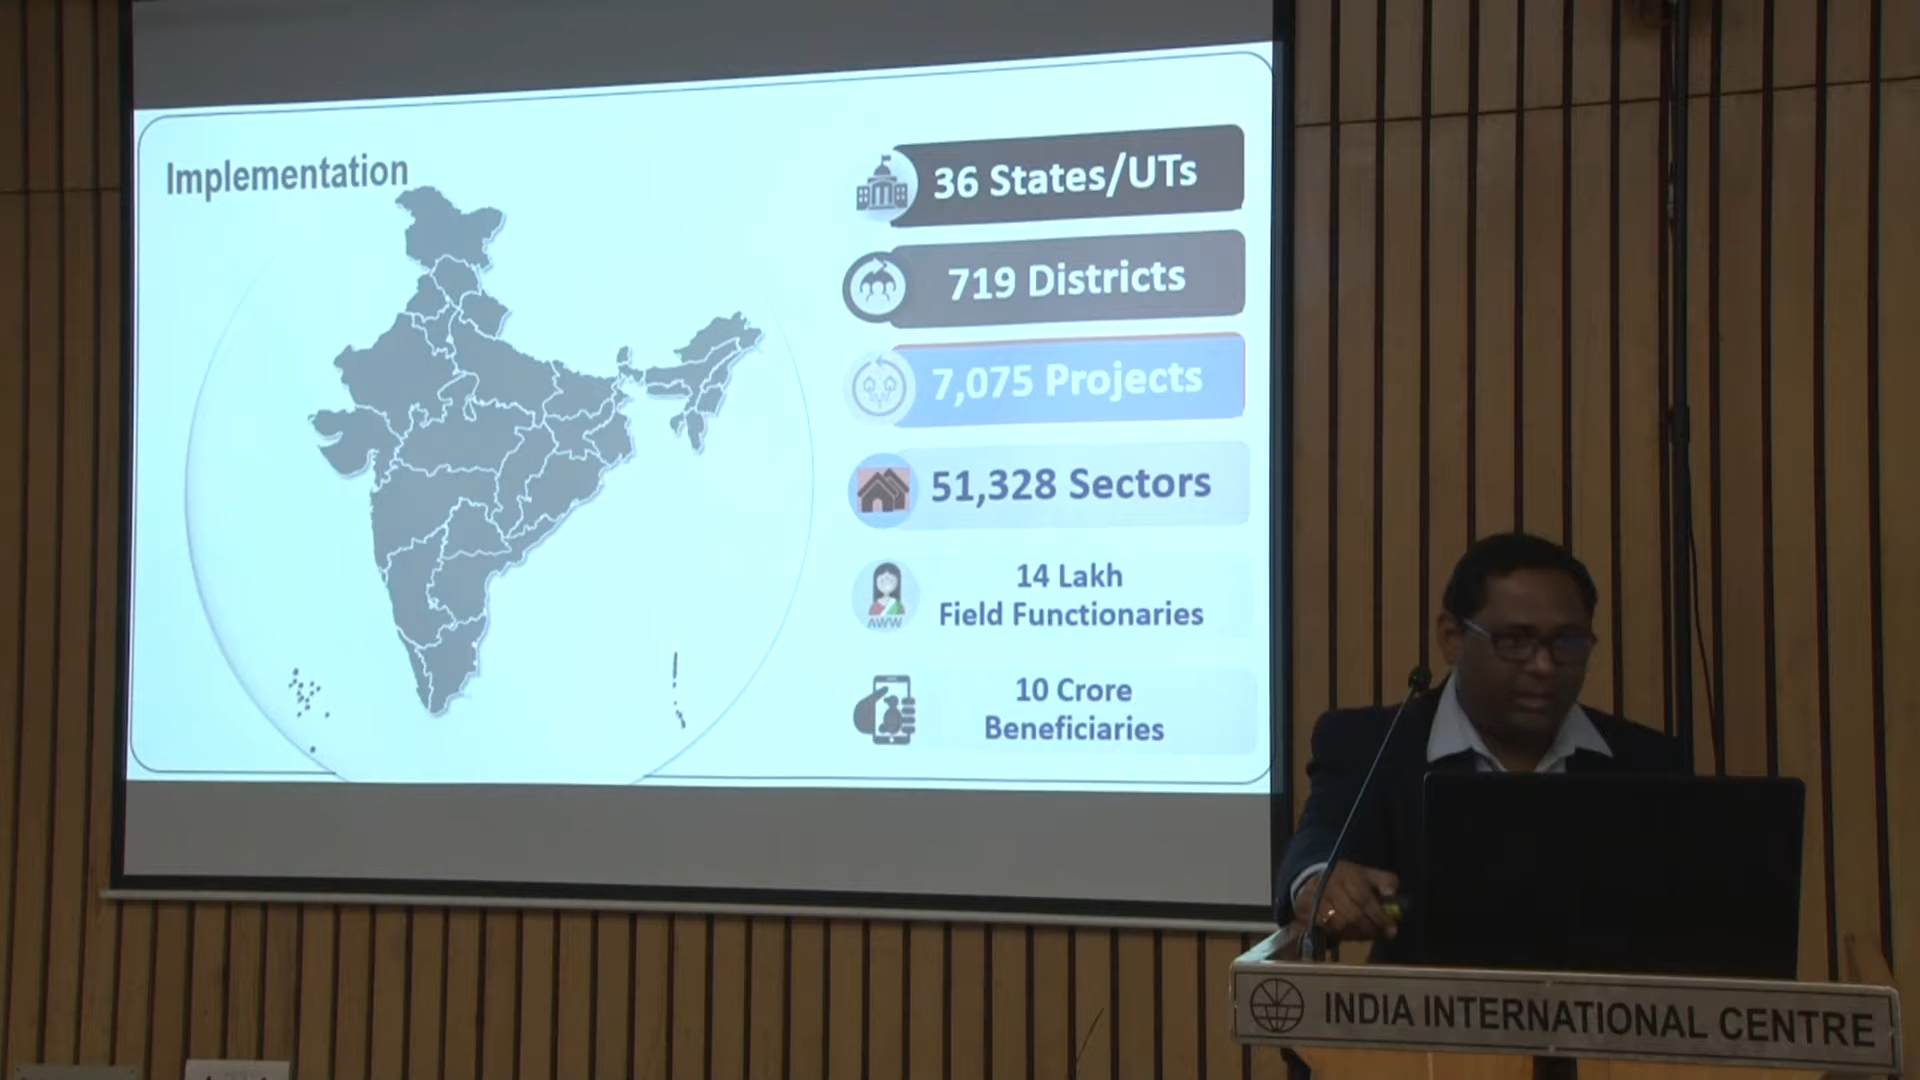 Implementation
36 States/UTs
719 Districts
7,075 Projects
51,328 Sectors
AWW
14 Lakh
Field Functionaries
10 Crore
Beneficiaries
INDIA INTERNATIONAL CENTRE